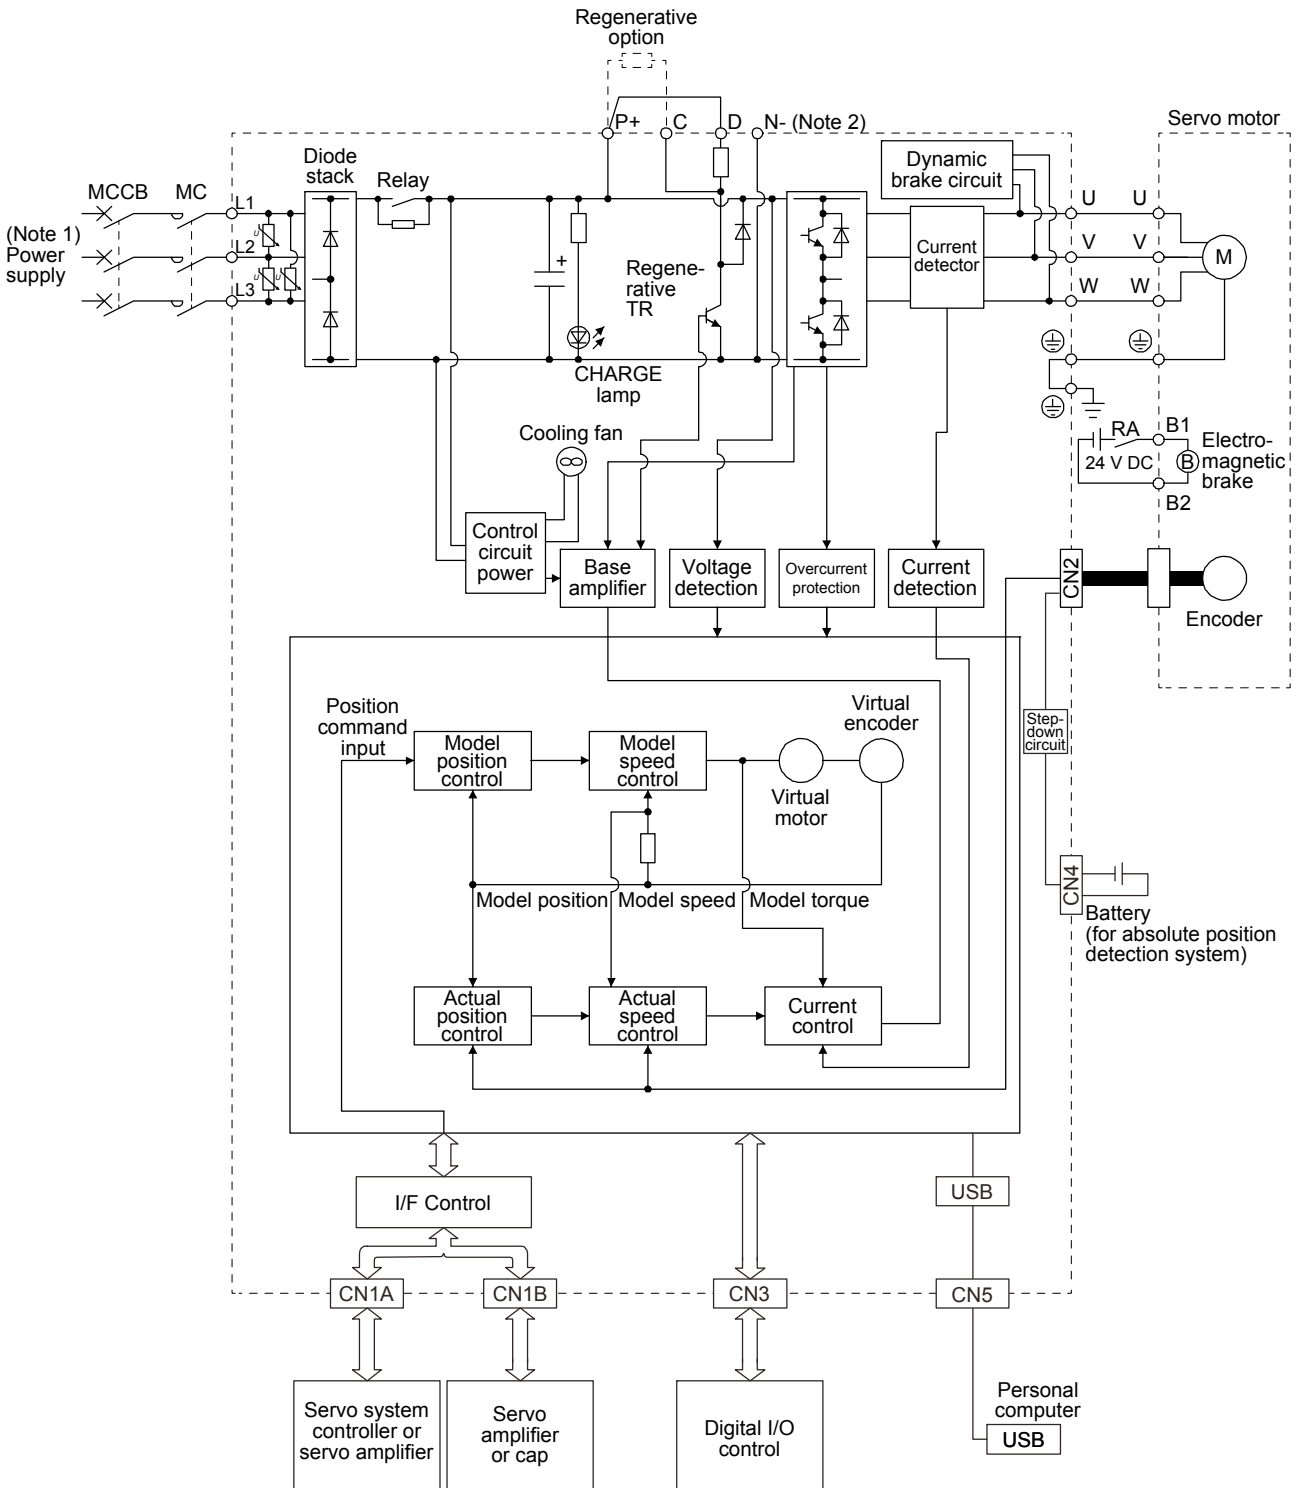 Regenerative
option
P+
C
D
N- (Note 2)
Servo motor
Diode
stack
Relay
Dynamic
brake circuit
MCCB
MC
L1
U
U
(Note 1)
Power
supply
L2
Regene-
rative
TR
Current
detector
V
V
M
L3
W
W
+
CHARGE
lamp
Cooling fan
RA
B1
24 V DC
B
Electro-
magnetic
brake
B2
Control
circuit
power
Base
amplifier
Voltage
detection
Overcurrent
protection
Current
detection
CN2
Encoder
Position
command
input
Model
position
control
Model
speed
control
Virtual
encoder
Virtual
motor
Step-
down
circuit
Model position
Model speed
Model torque
CN4
Battery
(for absolute position
detection system)
Actual
position
control
Actual
speed
control
Current
control
I/F Control
USB
CN1A
CN1B
CN3
CN5
Servo system
controller or
servo amplifier
Servo
amplifier
or cap
Digital I/O
control
Personal
computer
USB